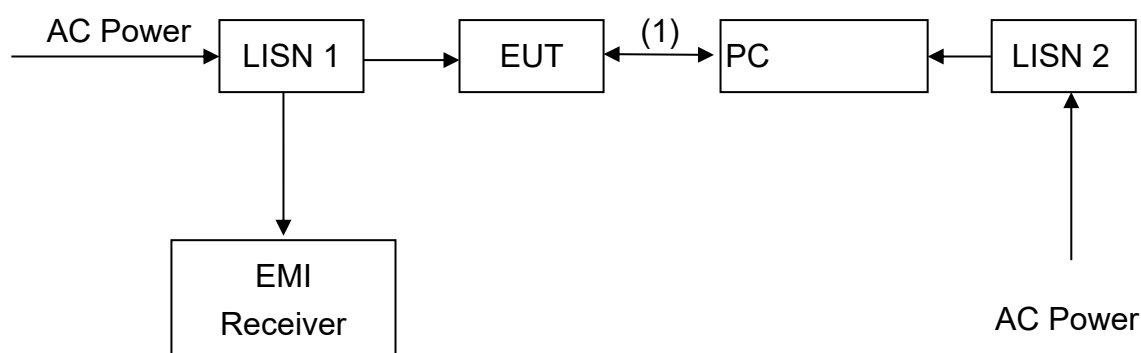 AC Power
LISN 1
EUT
(1)
PC
LISN 2
EMI
Receiver
AC Power